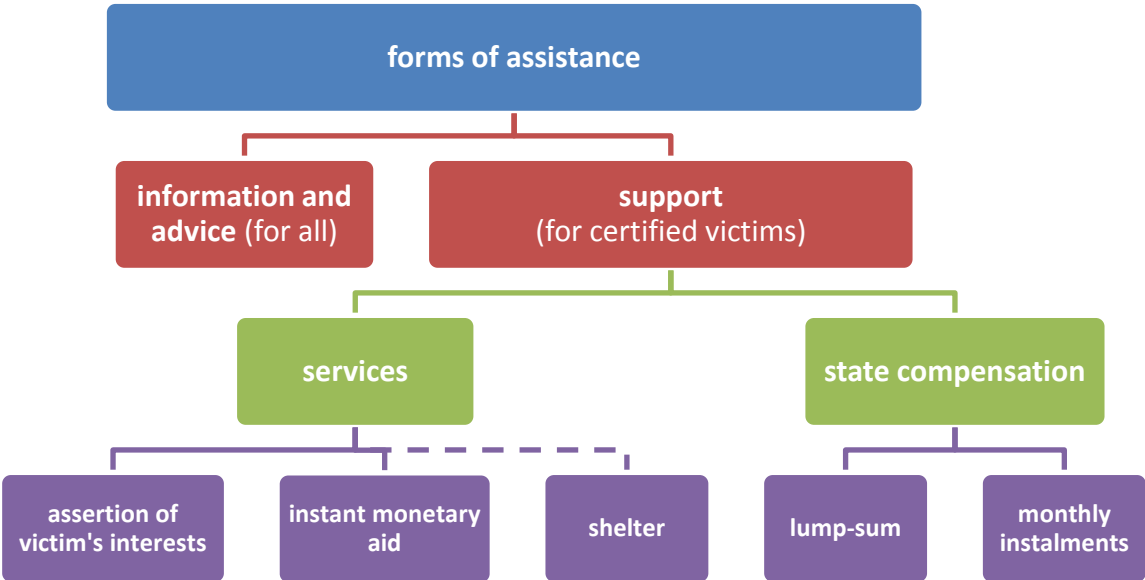 forms of assistance
information and
advice (for all)
support
(for certified victims)
services
state compensation
assertion of
victim's interests
instant monetary
aid
shelter
lump-sum
monthly
instalments